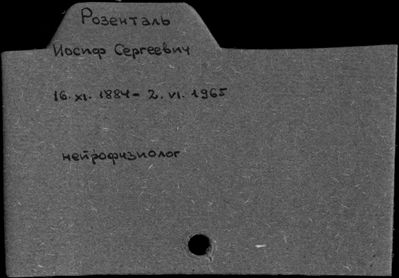 Розенталь
Иосиф Сергеевич
16. XI. 1884 - 2. VI. 1965
нейрофизиолог